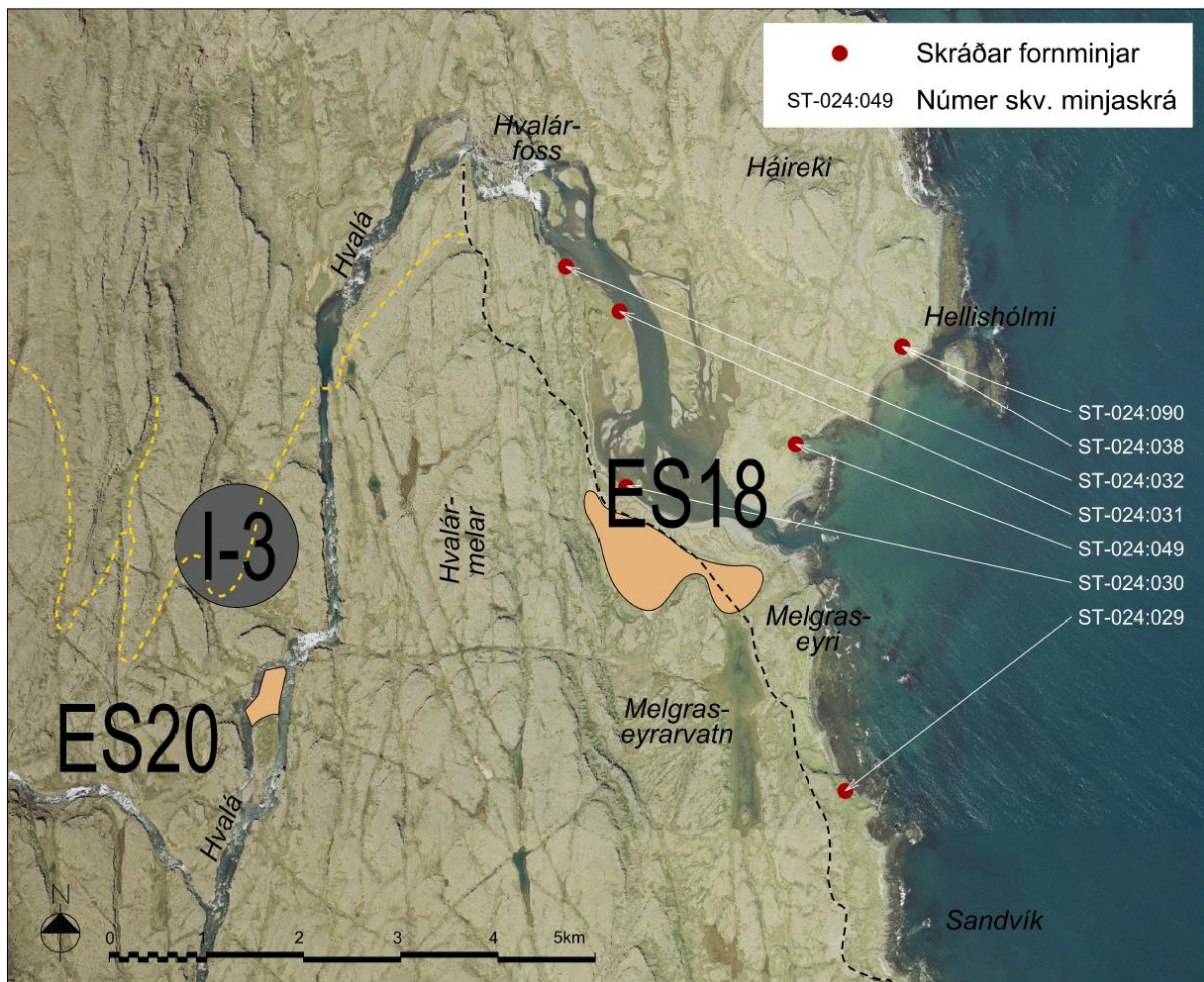 Skráðar fornminjar
ST-024:049 Númer skv. minjaskrá
Hvalár-
foss
Háireki
Hvalá
Hellishólmi
ST-024:090
ST-024:038
ST-024:032
ST-024:031
ST-024:049
ST-024:030
ST-024:029
ES18
I-3
Hvalár-
melar
Melgras-
eyri
ES20
Melgras-
eyrarvatn
Hvalá
Sandvík
N
0 1 2 3 4 5km